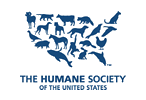 THE HUMANE SOCIETY
OF THE UNITED STATES